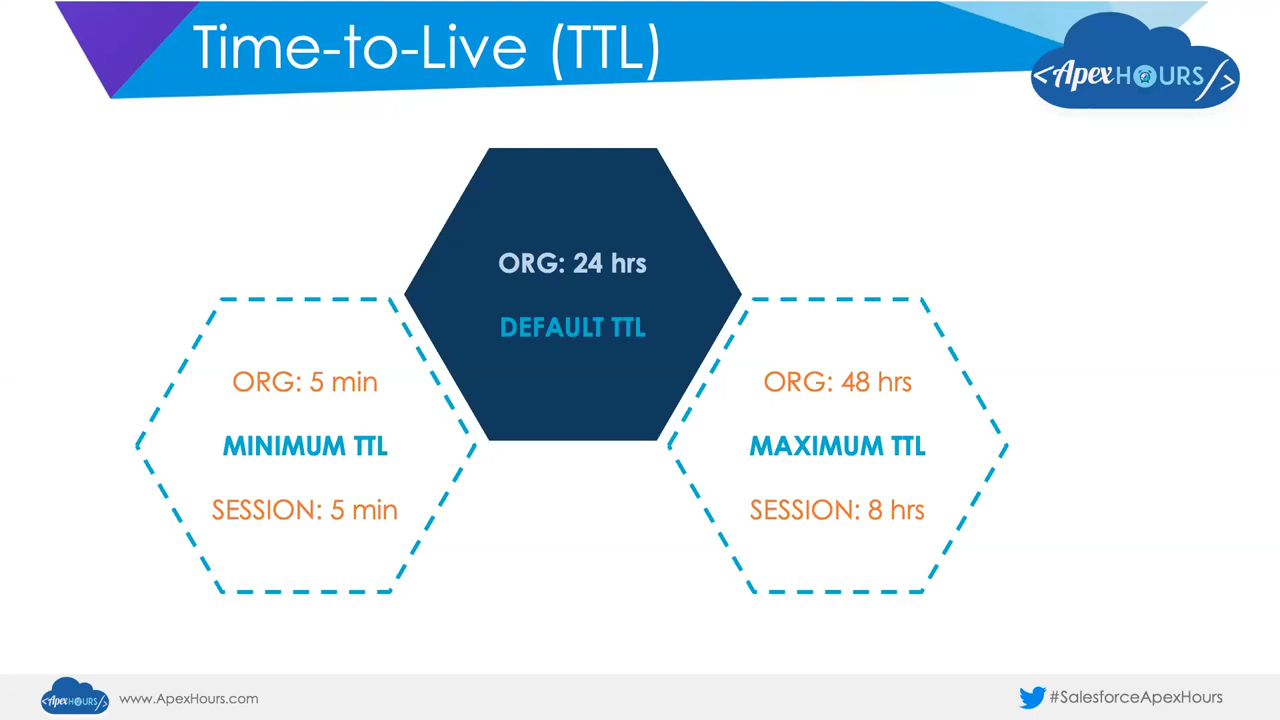 Time-to-Live (TTL)
<ApexHOURS/>
ORG: 24 hrs
DEFAULT TTL
ORG: 5 min
MINIMUM TTL
SESSION: 5 min
ORG: 48 hrs
MAXIMUM TTL
SESSION: 8 hrs
<ApexHOURS/>
www.ApexHours.com
#SalesforceApexHours